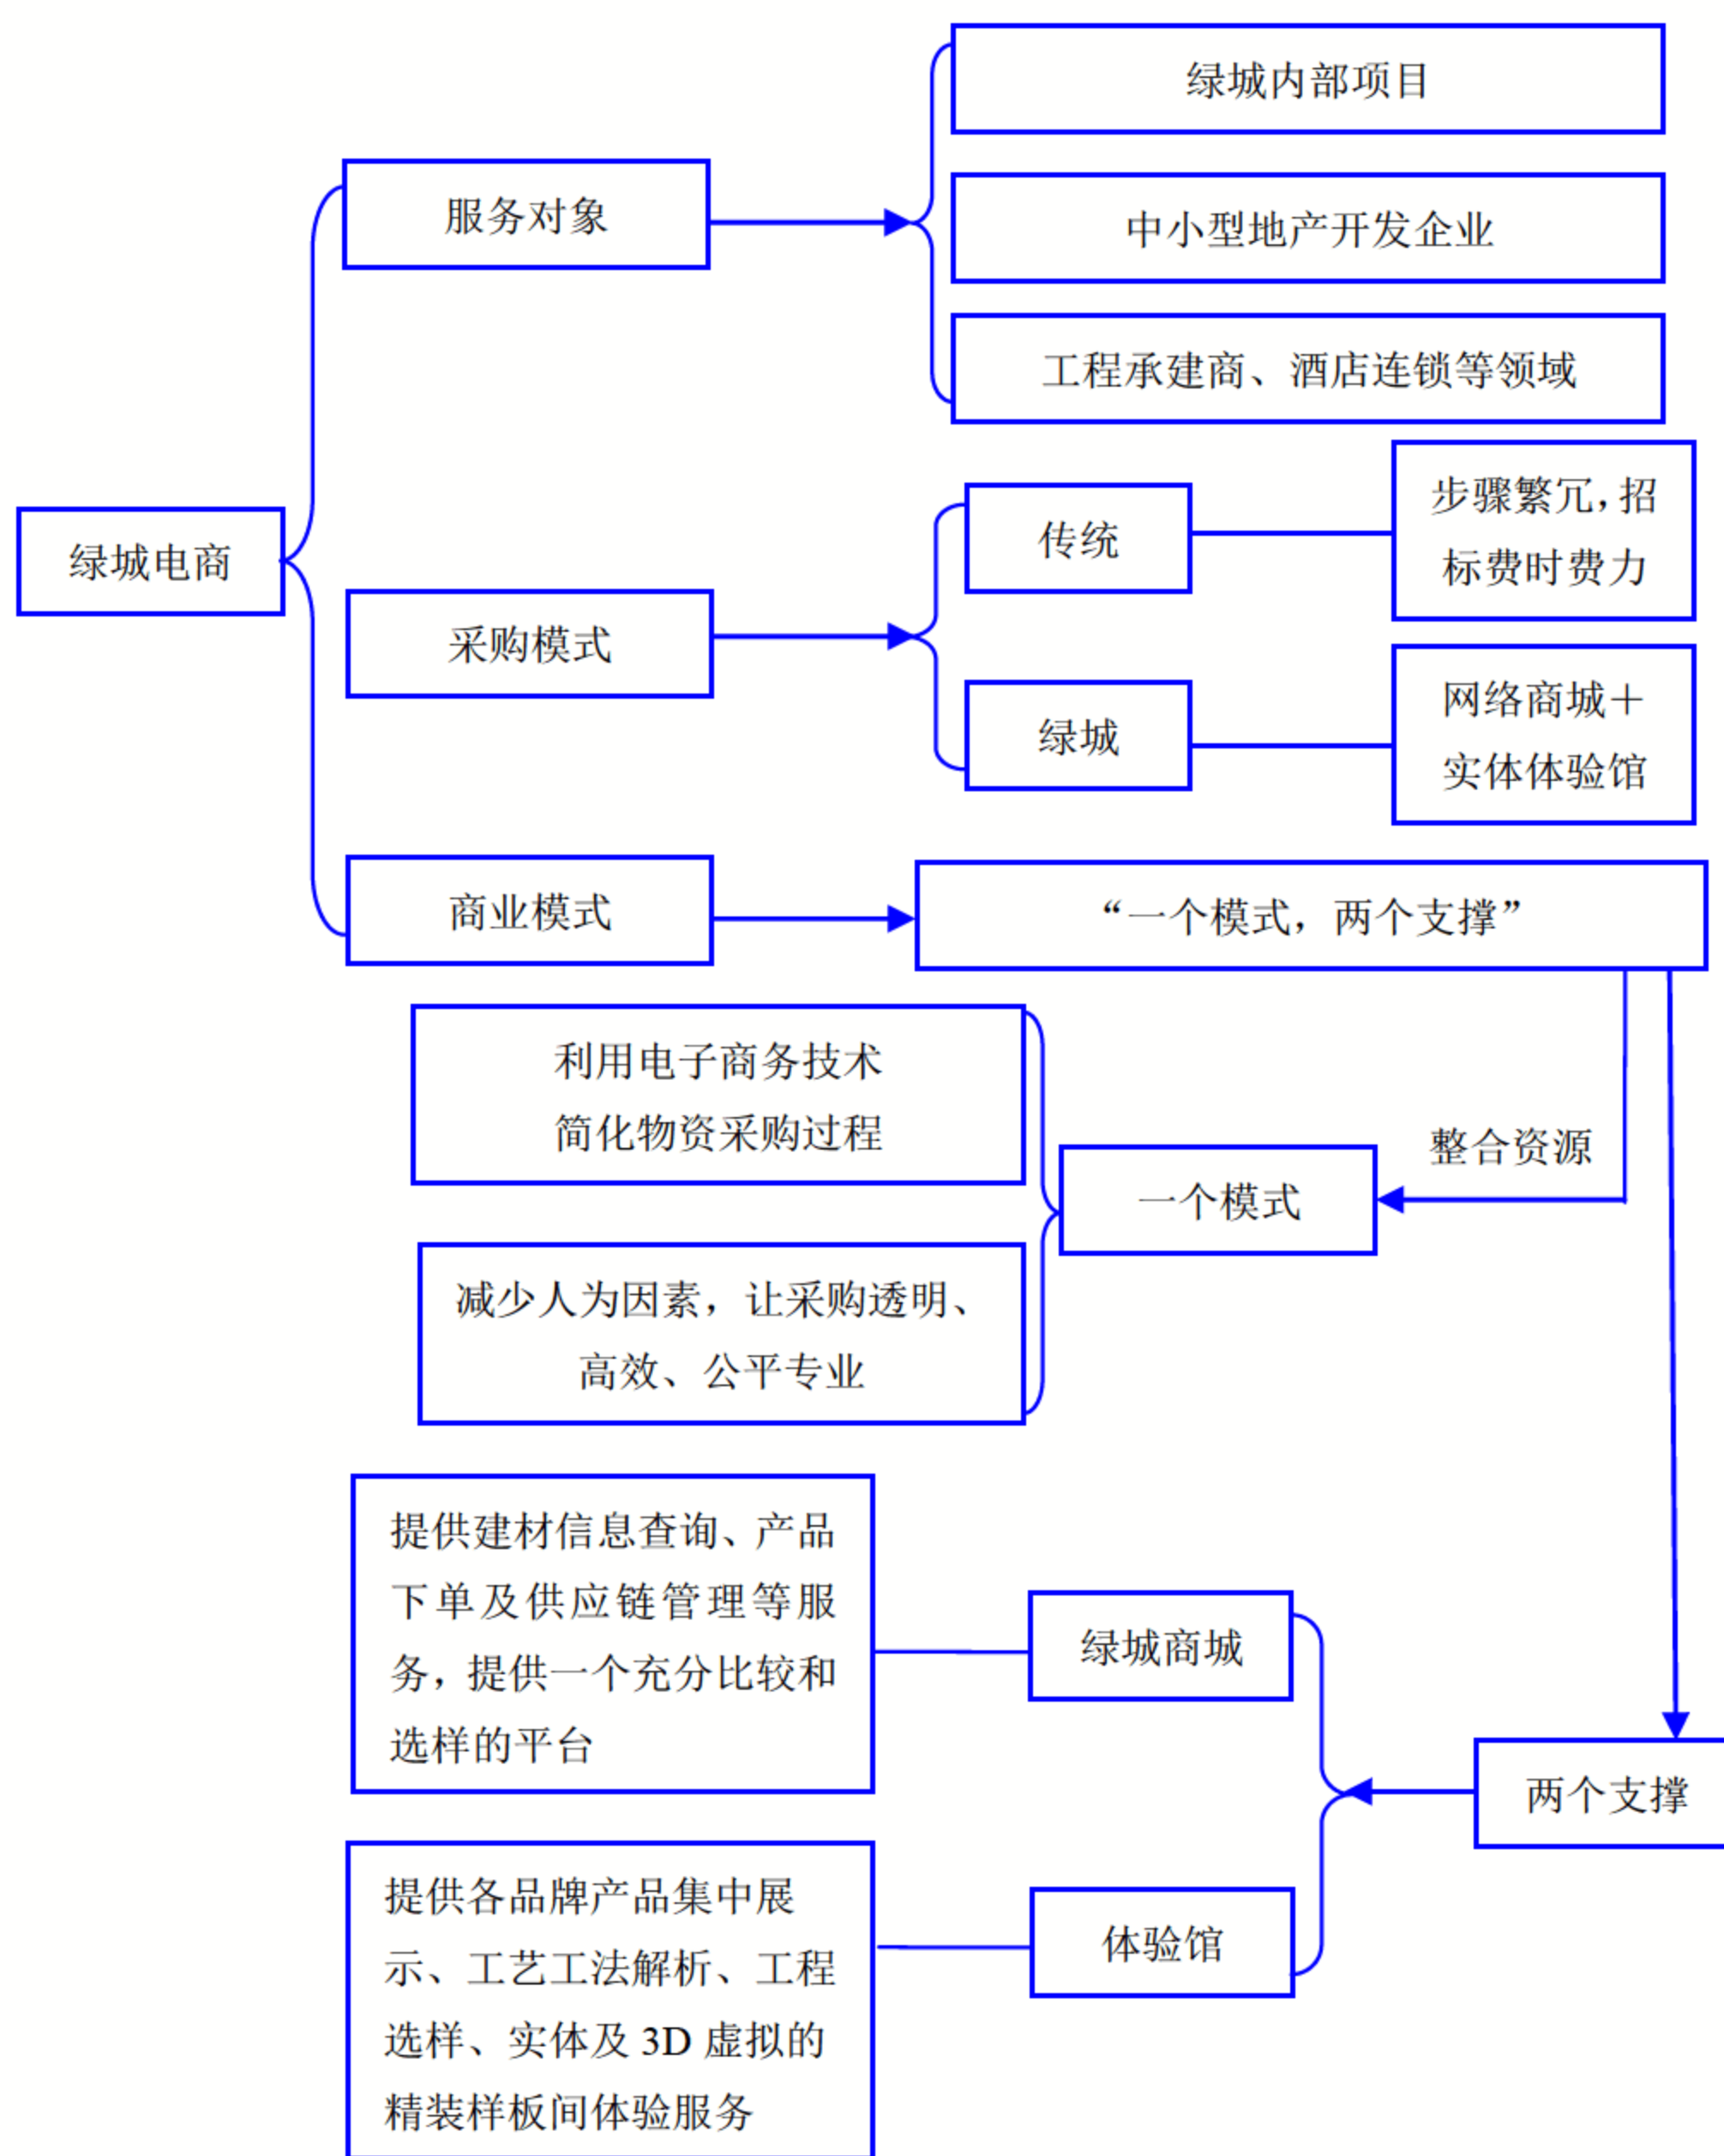 绿城内部项目
服务对象
中小型地产开发企业
工程承建商、酒店连锁等领域
绿城电商
传统
步骤繁冗，招
标费时费力
采购模式
绿城
网络商城＋
实体体验馆
商业模式
“一个模式，两个支撑”
利用电子商务技术
简化物资采购过程
整合资源
一个模式
减少人为因素，让采购透明、
高效、公平专业
提供建材信息查询、产品
下单及供应链管理等服
务，提供一个充分比较和
选样的平台
绿城商城
两个支撑
提供各品牌产品集中展
示、工艺工法解析、工程
选样、实体及 3D 虚拟的
精装样板间体验服务
体验馆